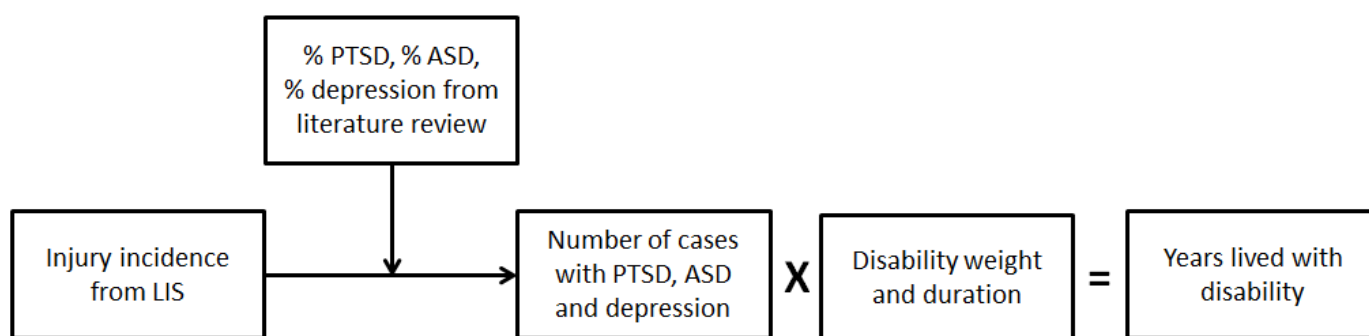 % PTSD, % ASD,
% depression from
literature review
Injury incidence
from LIS
Number of cases
with PTSD, ASD
and depression
X
Disability weight
and duration
=
Years lived with
disability